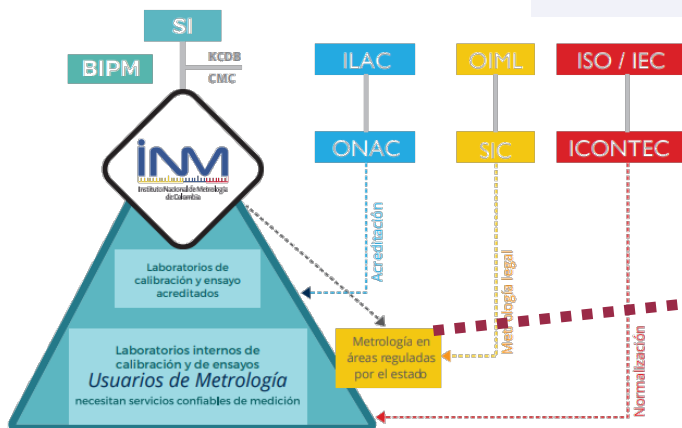 SI
BIPM
KCDB
CMC
ILAC
OIML
ISO / IEC
ONAC
SIC
ICONTEC
iNM
Instituto Nacional de Metrología
de Colombia
Acreditación
Metrología legal
Normalización
Laboratorios de
calibración y ensayo
acreditados
Metrología en
áreas reguladas
por el estado
Laboratorios internos de
calibración y de ensayos
Usuarios de Metrología
necesitan servicios confiables de medición